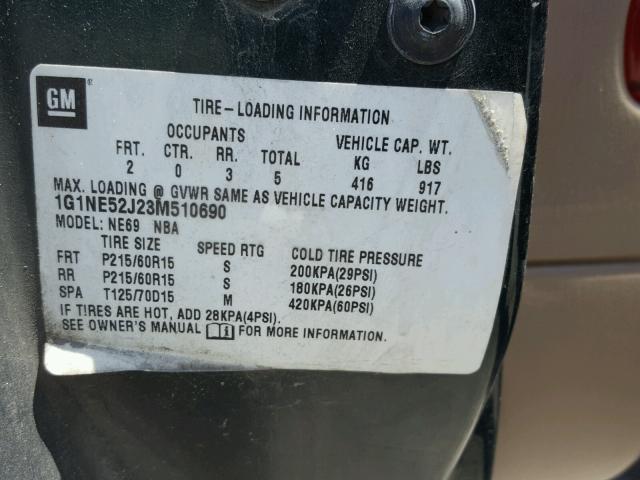 GM
TIRE-LOADING INFORMATION
OCCUPANTS VEHICLE CAP. WT.
FRT. CTR. RR. TOTAL KG LBS
2 0 3 5 416 917
MAX. LOADING @ GVWR SAME AS VEHICLE CAPACITY WEIGHT.
1G1NE52J23M510690
MODEL: NE69 NBA
TIRE SIZE SPEED RTG COLD TIRE PRESSURE
FRT P215/60R15 S 200KPA(29PSI)
RR P215/60R15 S 180KPA(26PSI)
SPA T125/70D15 M 420KPA(60PSI)
IF TIRES ARE HOT, ADD 28KPA(4PSI).
SEE OWNER'S MANUAL FOR MORE INFORMATION.